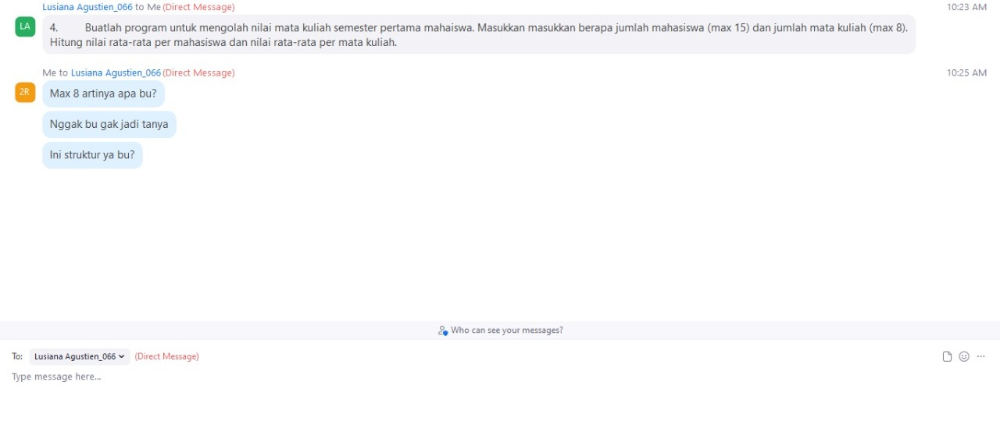 Lusiana Agustien_066 to Me (Direct Message) 10:23 AM
LA
4. Buatlah program untuk mengolah nilai mata kuliah semester pertama mahaiswa. Masukkan masukkan berapa jumlah mahasiswa (max 15) dan jumlah mata kuliah (max 8).
Hitung nilai rata-rata per mahasiswa dan nilai rata-rata per mata kuliah.
Me to Lusiana Agustien_066 (Direct Message) 10:25 AM
2R
Max 8 artinya apa bu?
Nggak bu gak jadi tanya
Ini struktur ya bu?
Who can see your messages?
To: Lusiana Agustien_066 (Direct Message)
Type message here...